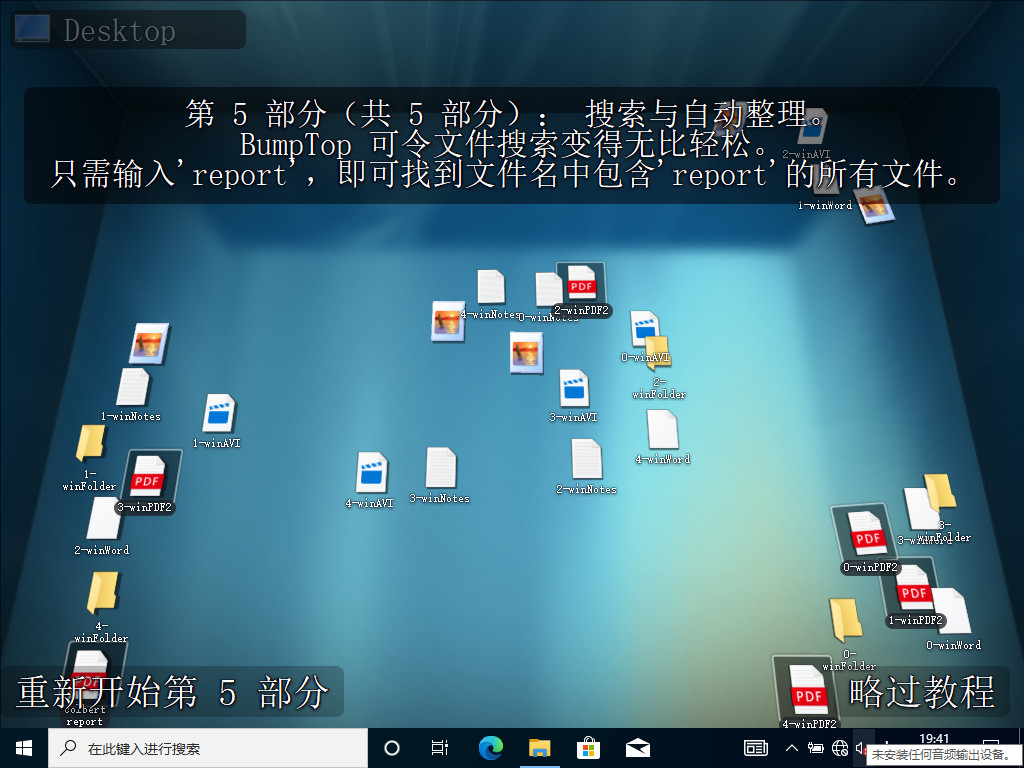 Desktop
第 5 部分（共 5 部分）： 搜索与自动整理。
BumpTop 可令文件搜索变得无比轻松。
只需输入'report'，即可找到文件名中包含'report'的所有文件。
2-winAVI
1-winWord
4-winNotes
0-winNotes
PDF
2-winPDF2
0-winAVI
2-
winFolder
1-winNotes
3-winAVI
1-winAVI
4-winWord
1-
winFolder
PDF
3-winPDF2
4-winAVI
3-winNotes
2-winNotes
2-winWord
3-winWord
3-
winFolder
PDF
0-winPDF2
PDF
1-winPDF2
4-
winFolder
0-winWord
0-
winFolder
PDF
colbert
report
PDF
4-winPDF2
重新开始第 5 部分
略过教程
在此键入进行搜索
19:41
未安装任何音频输出设备。